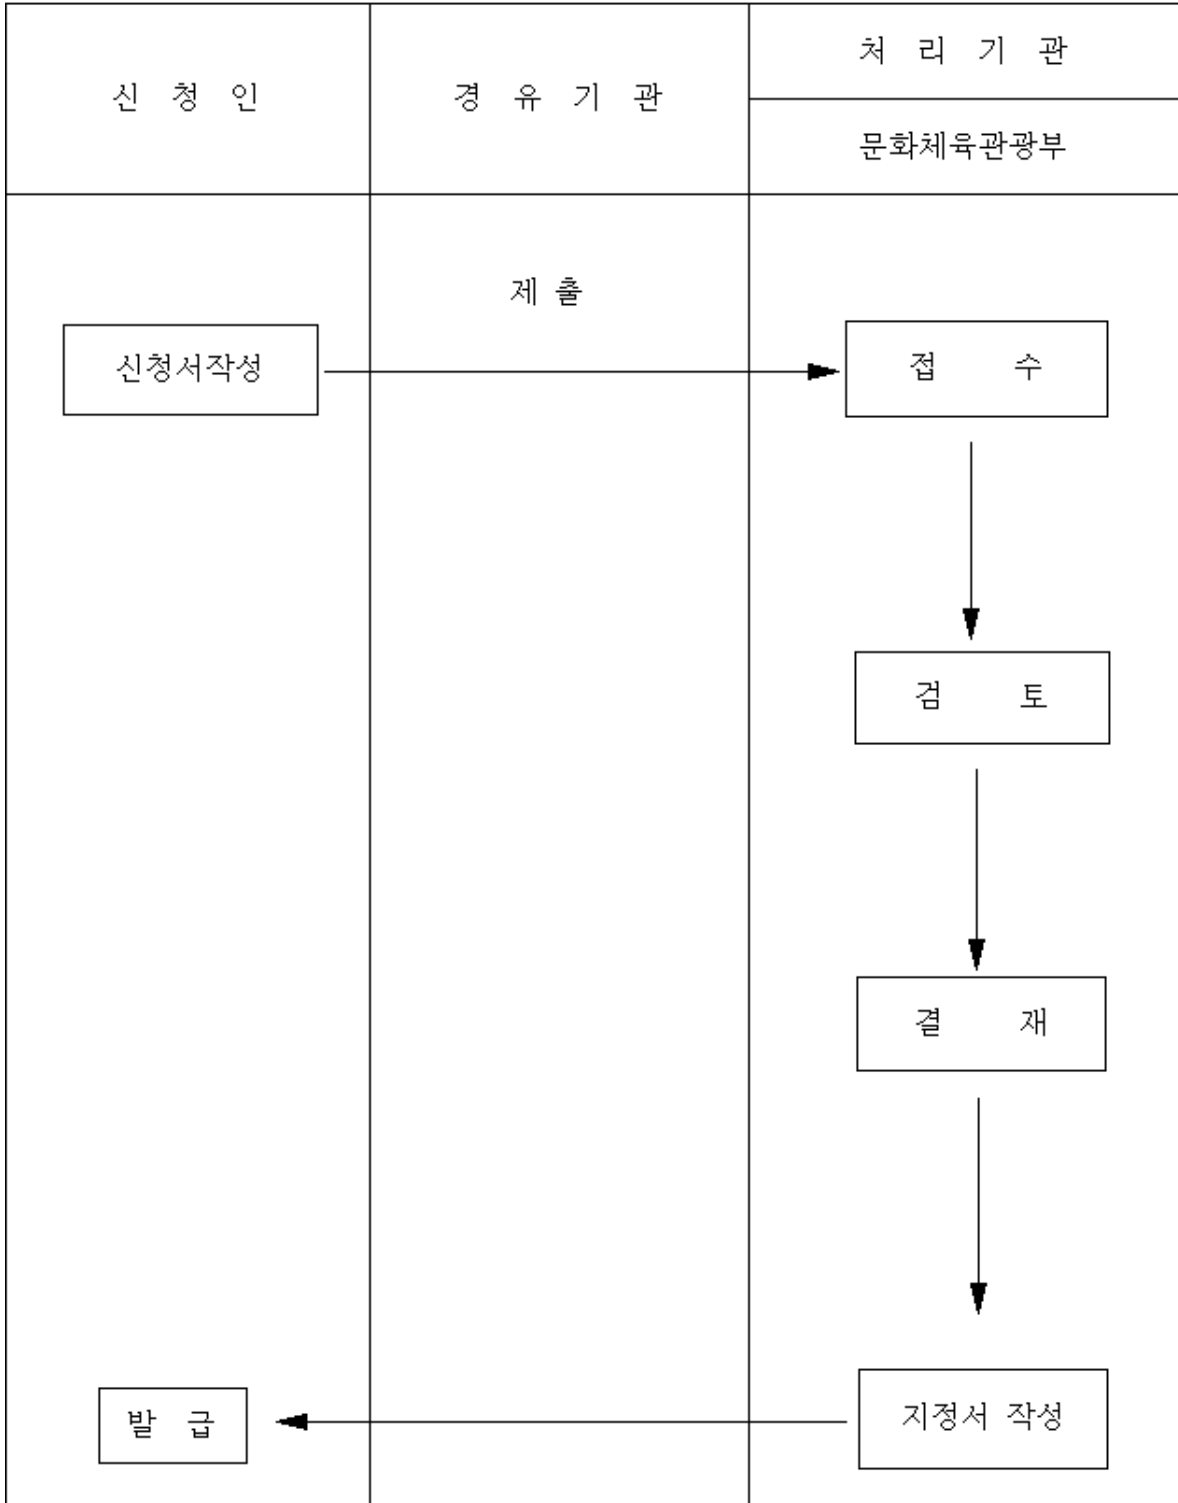 신 청 인
경 유 기 관
처 리 기 관
문화체육관광부
제 출
신청서작성
접 수
검 토
결 재
지정서 작성
발 급